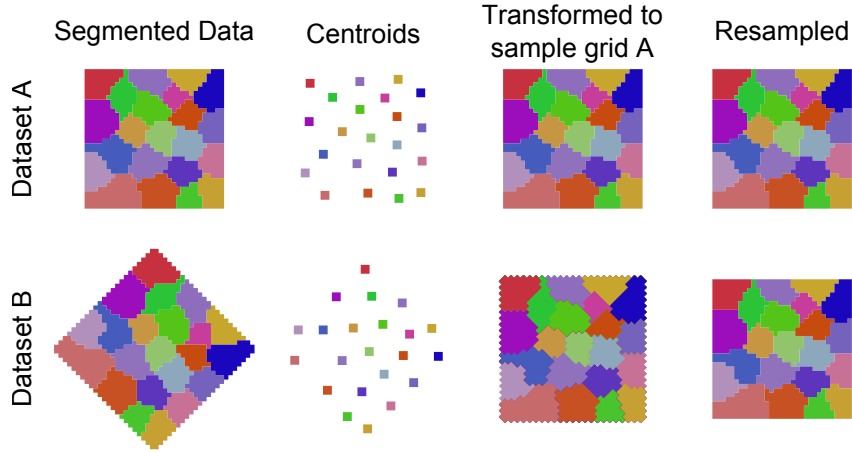 Segmented Data
Centroids
Transformed to
sample grid A
Resampled
Dataset A
Dataset B